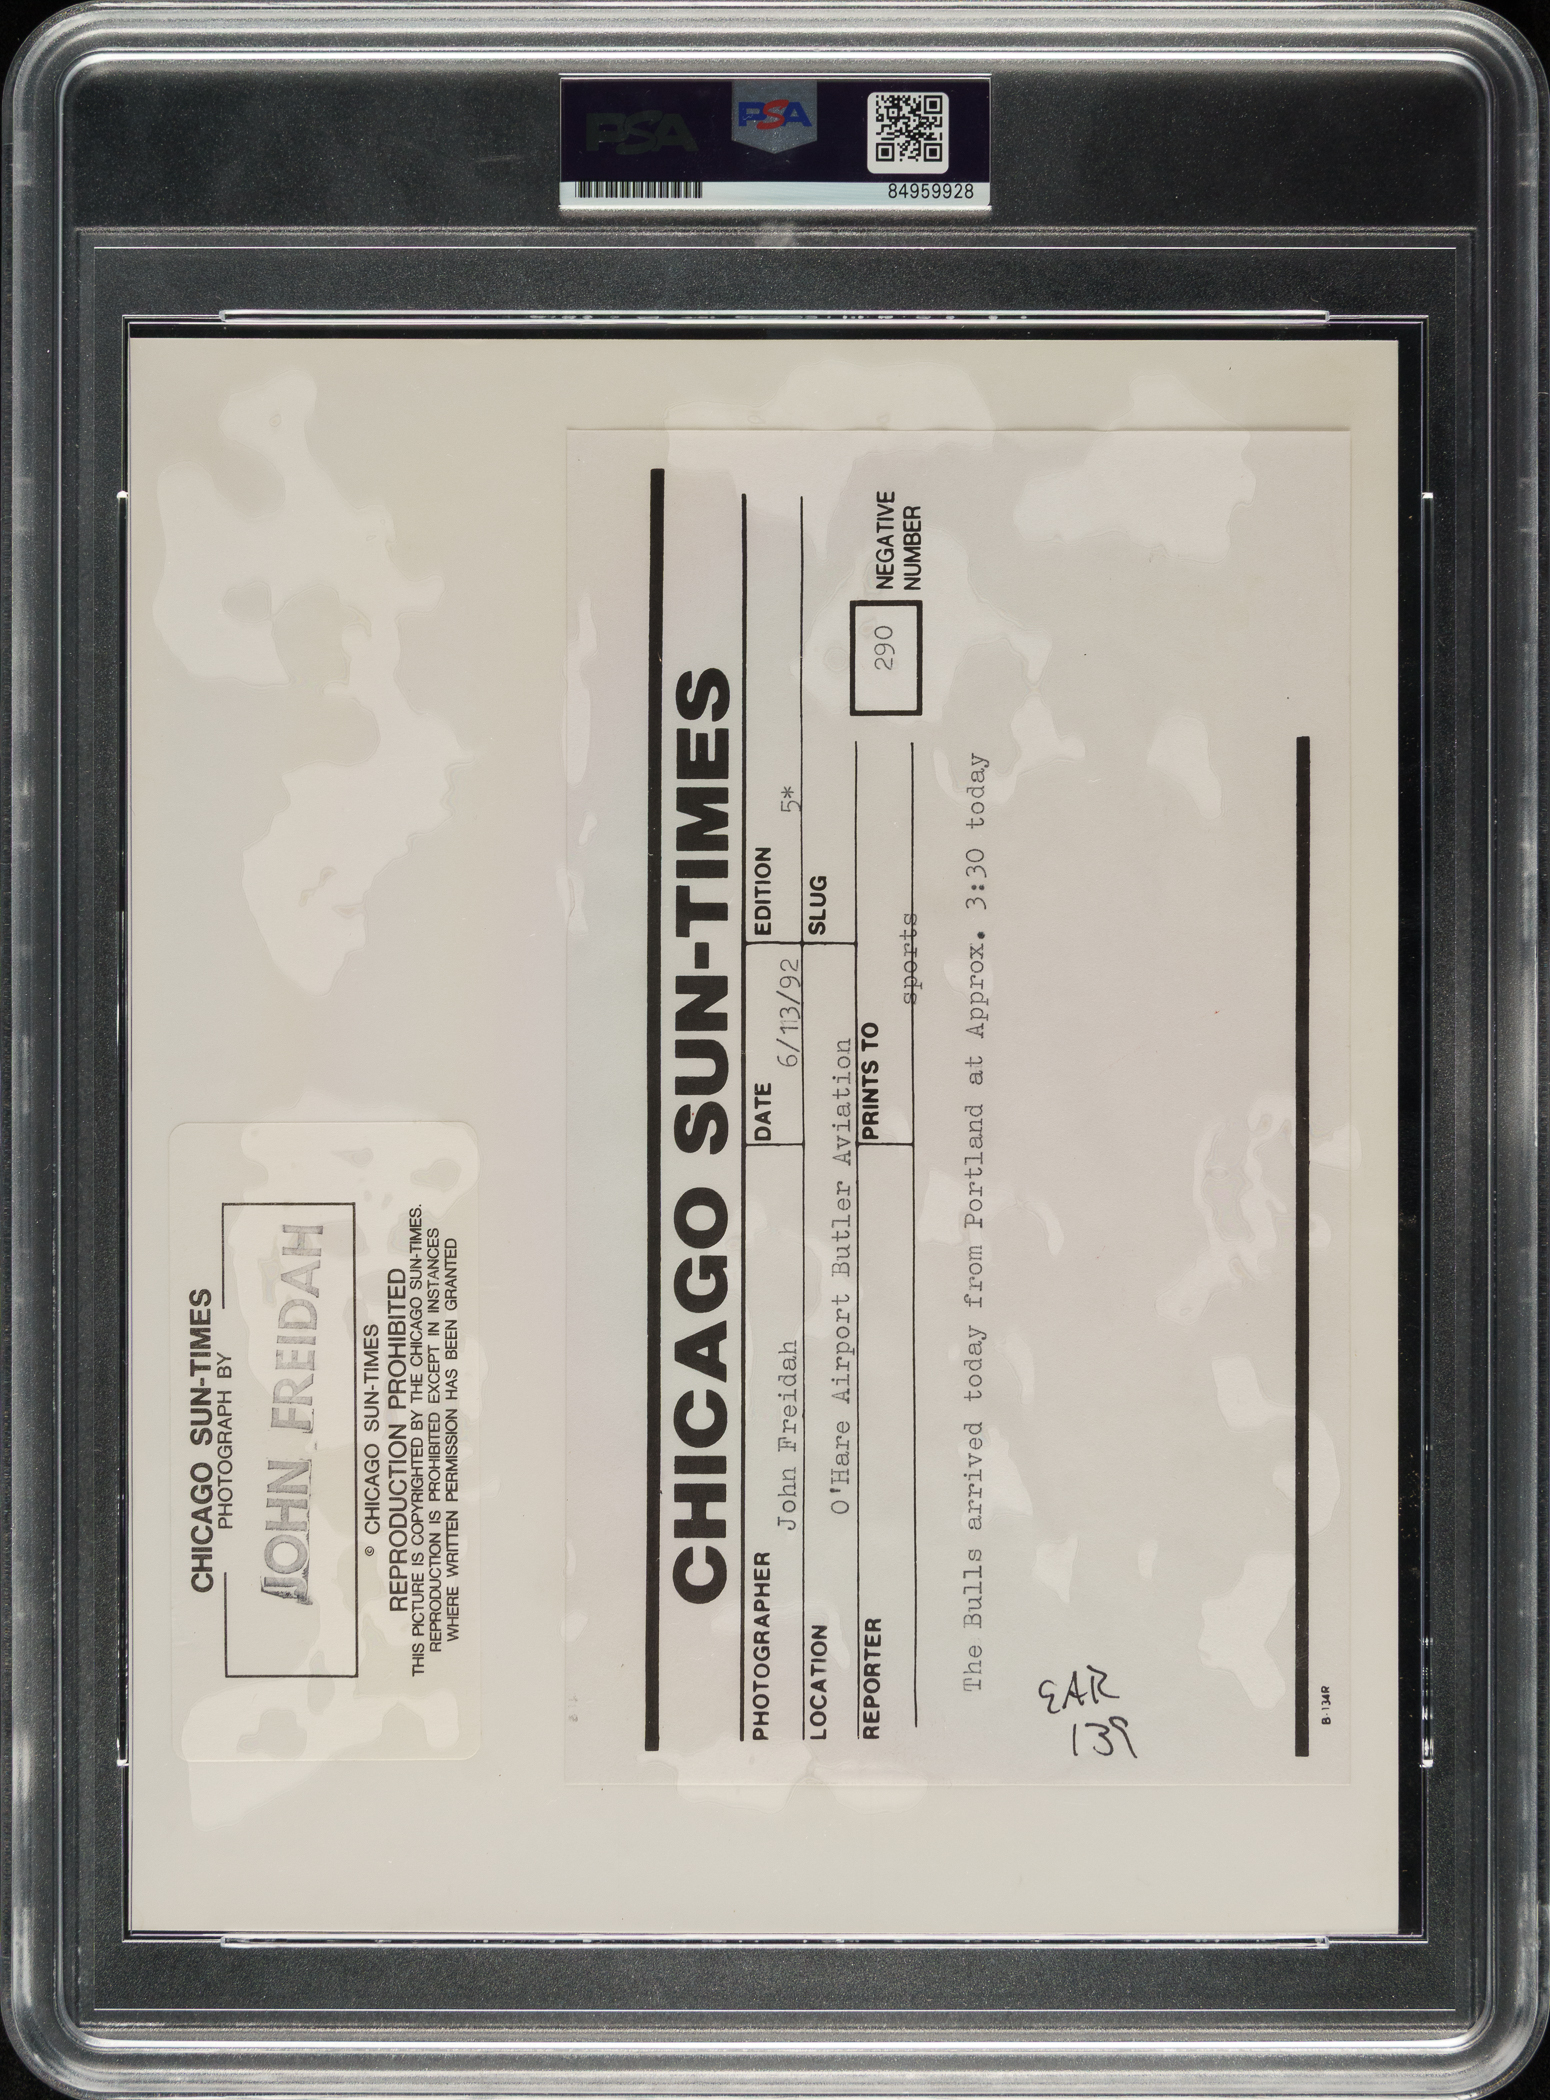 PSA
PSA
84959928
CHICAGO SUN-TIMES
PHOTOGRAPH BY
JOHN FREIDAH
© CHICAGO SUN-TIMES
REPRODUCTION PROHIBITED
THIS PICTURE IS COPYRIGHTED BY THE CHICAGO SUN-TIMES.
REPRODUCTION IS PROHIBITED EXCEPT IN INSTANCES
WHERE WRITTEN PERMISSION HAS BEEN GRANTED
CHICAGO SUN-TIMES
PHOTOGRAPHER
John Freidah
DATE
6/13/92
EDITION
5*
LOCATION
O'Hare Airport Butler Aviation
SLUG
REPORTER
PRINTS TO
sports
290
NEGATIVE
NUMBER
The Bulls arrived today from Portland at Approx. 3:30 today
EAR
B-134R